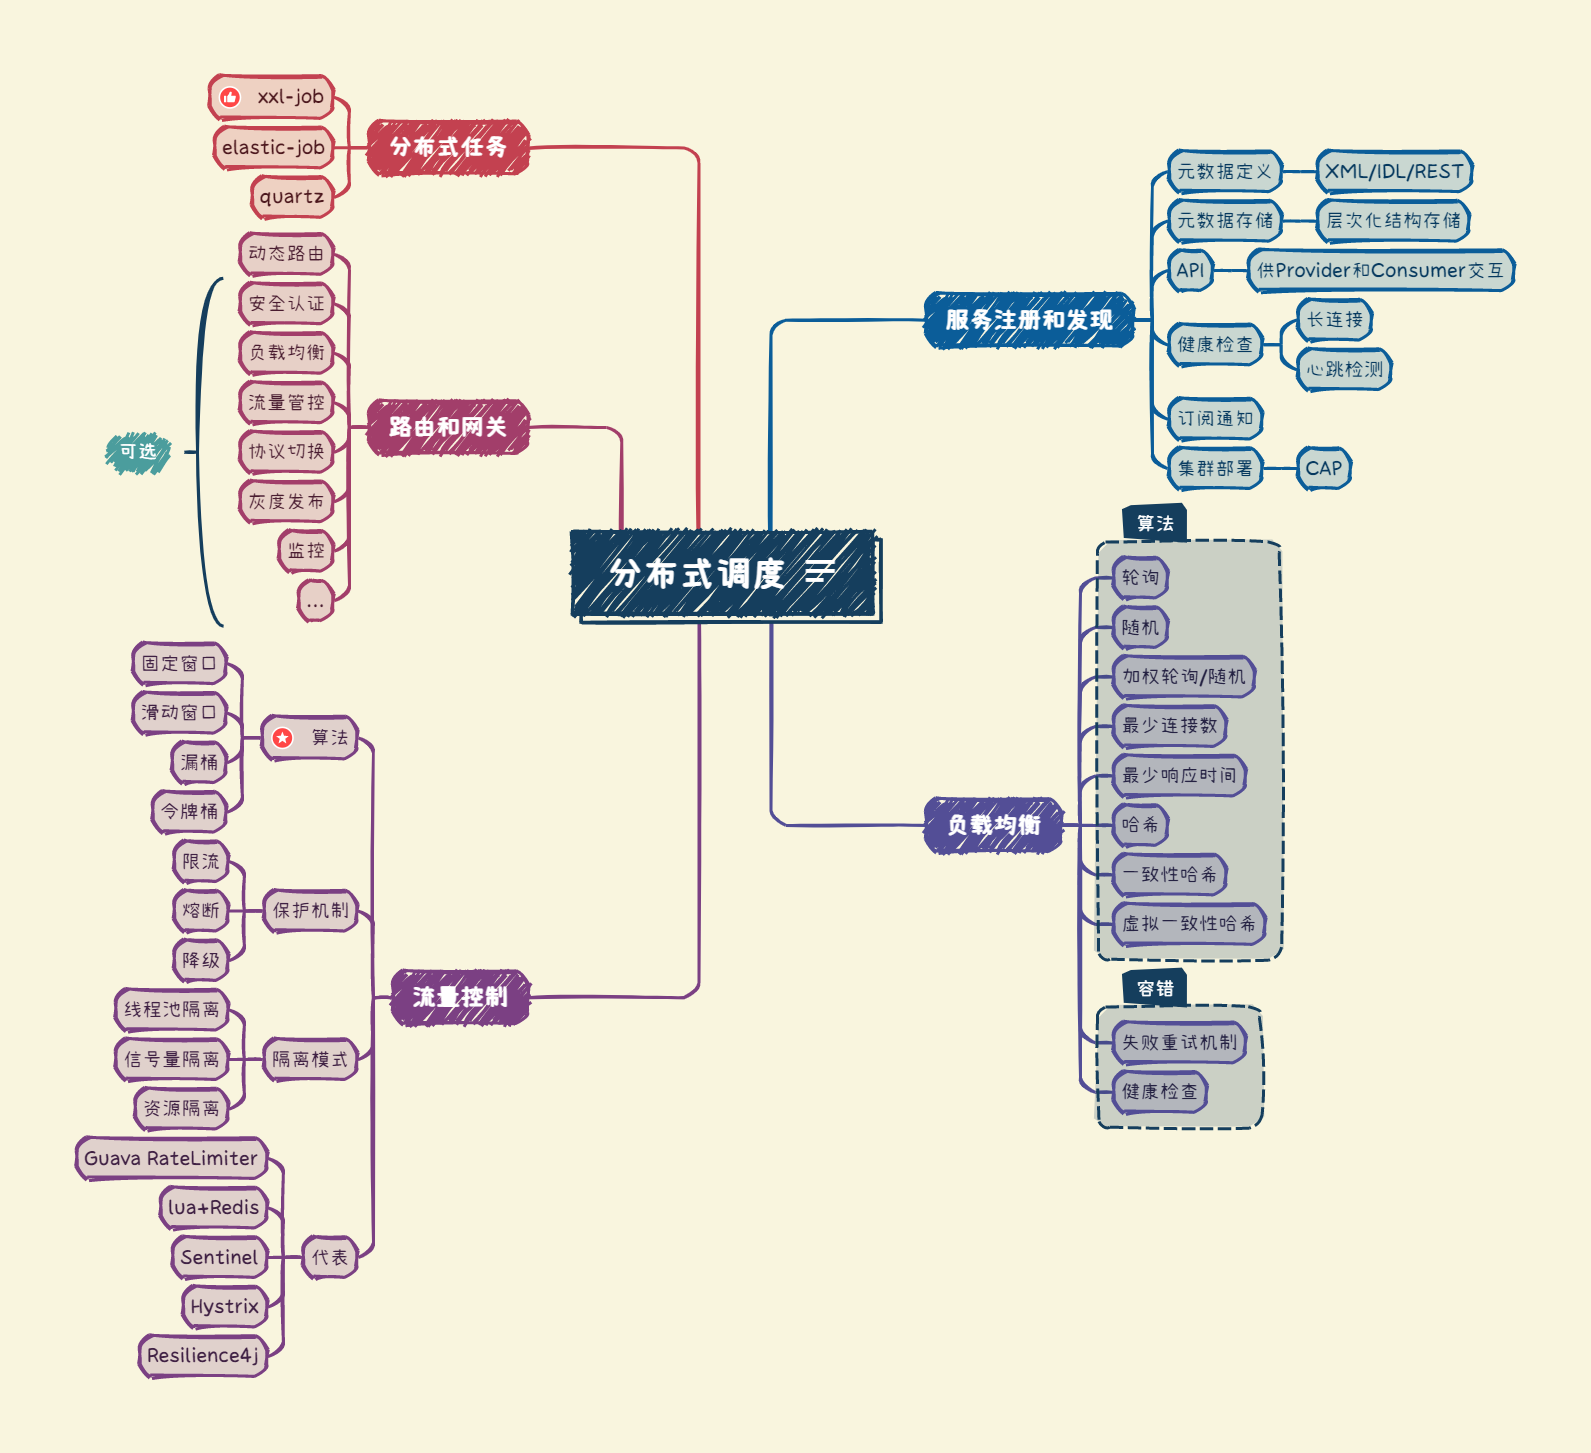 分布式调度
服务注册和发现
元数据定义
XML/IDL/REST
元数据存储
层次化结构存储
API
供Provider和Consumer交互
健康检查
长连接
心跳检测
订阅通知
集群部署
CAP
负载均衡
算法
轮询
随机
加权轮询/随机
最少连接数
最少响应时间
哈希
一致性哈希
虚拟一致性哈希
容错
失败重试机制
健康检查
分布式任务
xxl-job
elastic-job
quartz
路由和网关
动态路由
安全认证
负载均衡
流量管控
协议切换
灰度发布
监控
...
可选
流量控制
算法
固定窗口
滑动窗口
漏桶
令牌桶
保护机制
限流
熔断
降级
隔离模式
线程池隔离
信号量隔离
资源隔离
代表
Guava RateLimiter
lua+Redis
Sentinel
Hystrix
Resilience4j